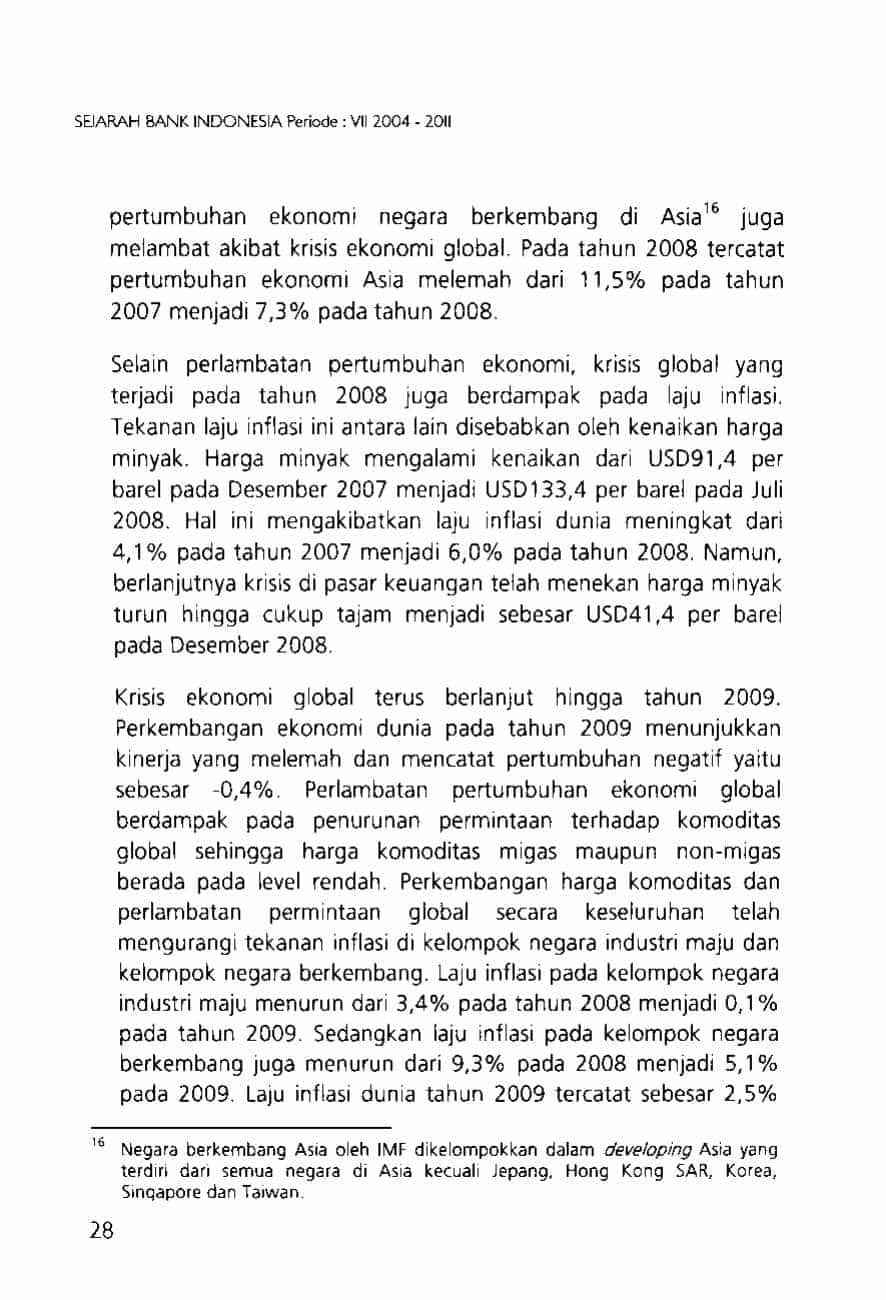 SEJARAH BANK INDONESIA Periode : VII 2004 - 2011
pertumbuhan ekonomi negara berkembang di Asia16 juga
melambat akibat krisis ekonomi global. Pada tahun 2008 tercatat
pertumbuhan ekonomi Asia melemah dari 11,5% pada tahun
2007 menjadi 7,3% pada tahun 2008.
Selain perlambatan pertumbuhan ekonomi, krisis global yang
terjadi pada tahun 2008 juga berdampak pada laju inflasi.
Tekanan laju inflasi ini antara lain disebabkan oleh kenaikan harga
minyak. Harga minyak mengalami kenaikan dari USD91,4 per
barel pada Desember 2007 menjadi USD133,4 per barel pada Juli
2008. Hal ini mengakibatkan laju inflasi dunia meningkat dari
4,1% pada tahun 2007 menjadi 6,0% pada tahun 2008. Namun,
berlanjutnya krisis di pasar keuangan telah menekan harga minyak
turun hingga cukup tajam menjadi sebesar USD41,4 per barel
pada Desember 2008.
Krisis ekonomi global terus berlanjut hingga tahun 2009.
Perkembangan ekonomi dunia pada tahun 2009 menunjukkan
kinerja yang melemah dan mencatat pertumbuhan negatif yaitu
sebesar -0,4%. Perlambatan pertumbuhan ekonomi global
berdampak pada penurunan permintaan terhadap komoditas
global sehingga harga komoditas migas maupun non-migas
berada pada level rendah. Perkembangan harga komoditas dan
perlambatan permintaan global secara keseluruhan telah
mengurangi tekanan inflasi di kelompok negara industri maju dan
kelompok negara berkembang. Laju inflasi pada kelompok negara
industri maju menurun dari 3,4% pada tahun 2008 menjadi 0,1%
pada tahun 2009. Sedangkan laju inflasi pada kelompok negara
berkembang juga menurun dari 9,3% pada 2008 menjadi 5,1%
pada 2009. Laju inflasi dunia tahun 2009 tercatat sebesar 2,5%
16 Negara berkembang Asia oleh IMF dikelompokkan dalam developing Asia yang
terdiri dari semua negara di Asia kecuali Jepang, Hong Kong SAR, Korea,
Singapore dan Taiwan.
28